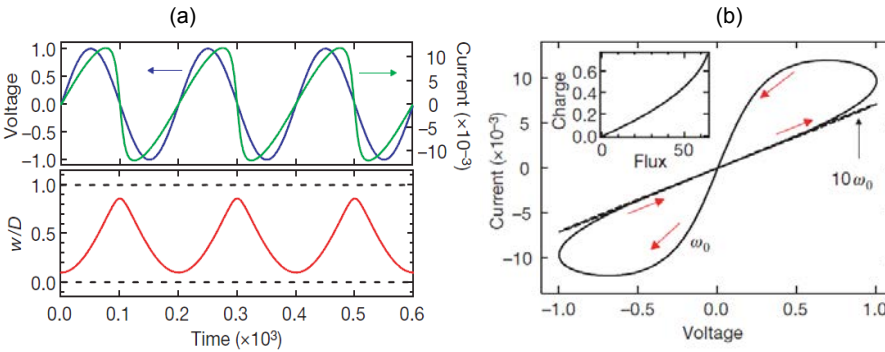 (a)
(b)
Voltage
1.0
0.5
0.0
−0.5
−1.0
Current (×10⁻³)
10
5
0
−5
−10
w/D
1.0
0.5
0.0
0.0 0.1 0.2 0.3 0.4 0.5 0.6
Time (×10³)
Current (×10⁻³)
10
5
0
−5
−10
Charge
0.6
0.4
0.2
0.0
0 50
Flux
10ω₀
ω₀
−1.0 −0.5 0.0 0.5 1.0
Voltage